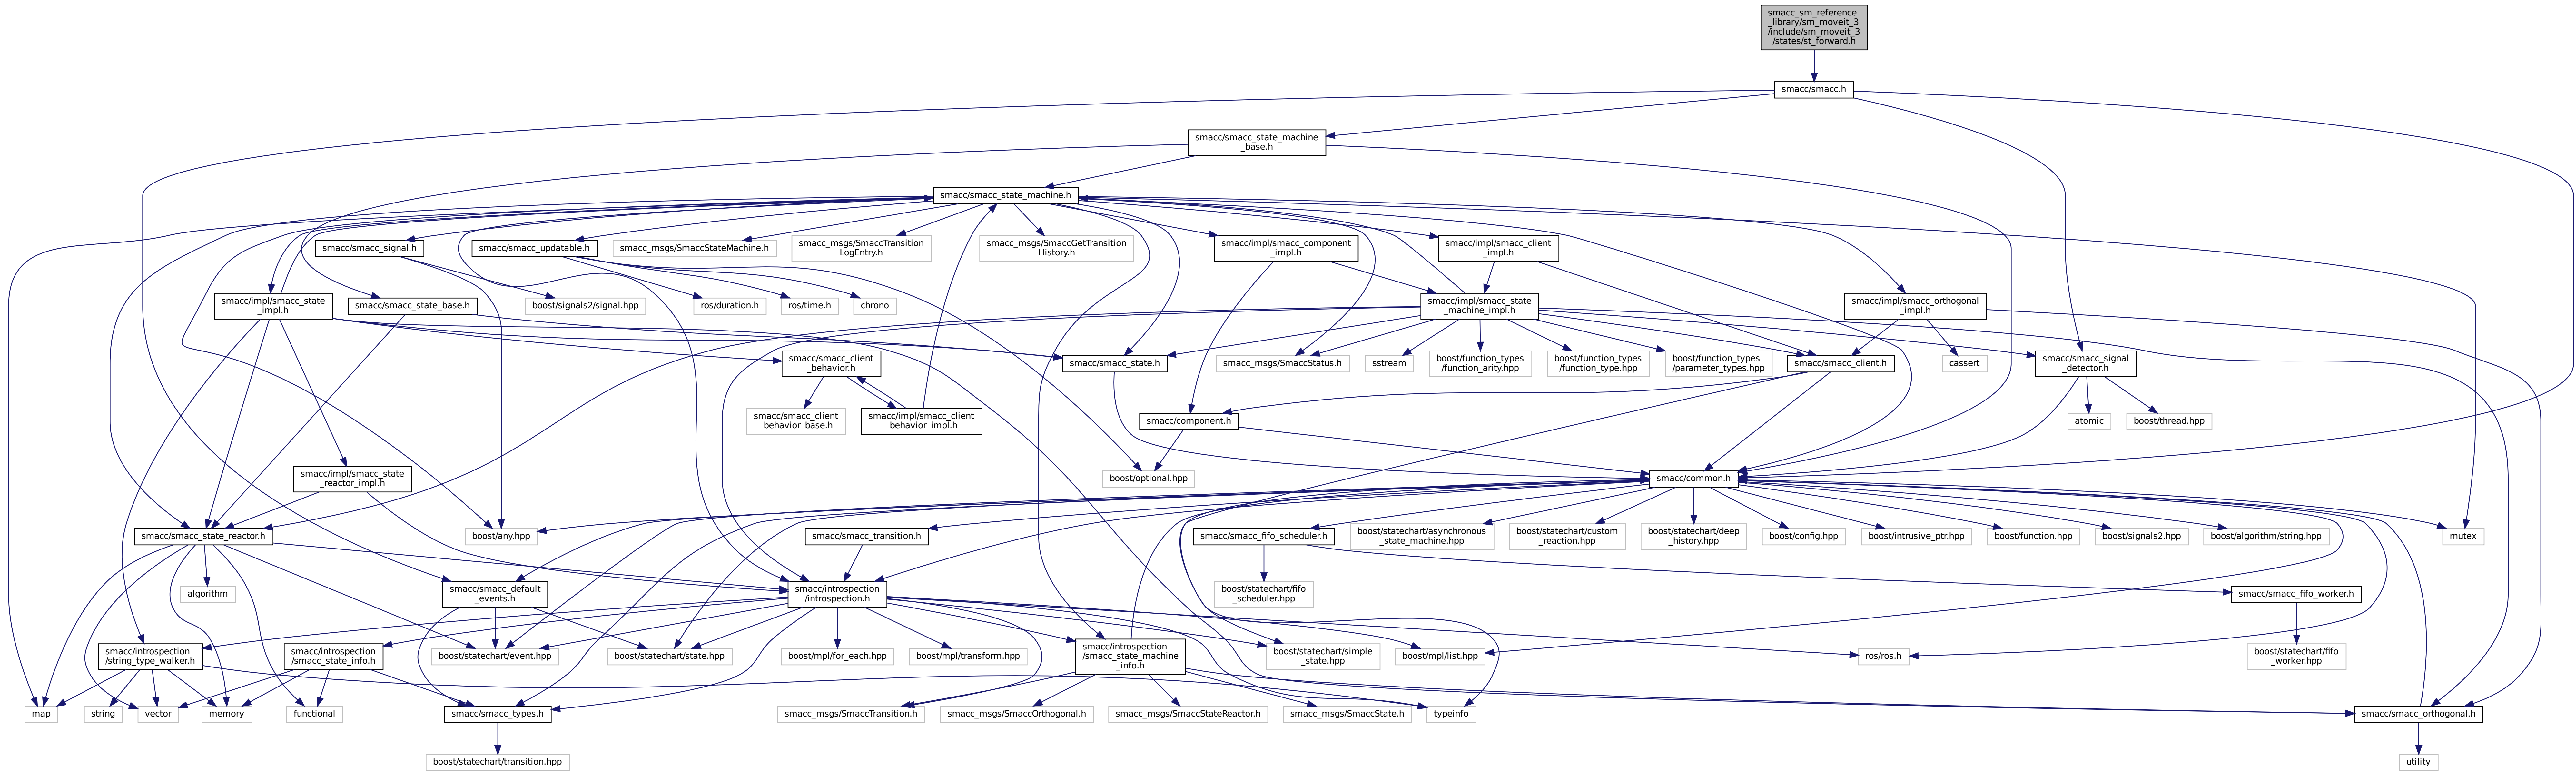 smacc_sm_reference
_library/sm_moveit_3
/include/sm_moveit_3
/states/st_forward.h
smacc/smacc.h
smacc/smacc_state_machine
_base.h
smacc/smacc_state_machine.h
smacc/smacc_signal.h
smacc/smacc_updatable.h
smacc_msgs/SmaccStateMachine.h
smacc_msgs/SmaccTransition
LogEntry.h
smacc_msgs/SmaccGetTransition
History.h
smacc/impl/smacc_component
_impl.h
smacc/impl/smacc_client
_impl.h
smacc/impl/smacc_state
_impl.h
smacc/smacc_state_base.h
boost/signals2/signal.hpp
ros/duration.h
ros/time.h
chrono
smacc/impl/smacc_state
_machine_impl.h
smacc/impl/smacc_orthogonal
_impl.h
smacc/smacc_client
_behavior.h
smacc/smacc_state.h
smacc_msgs/SmaccStatus.h
sstream
boost/function_types
/function_arity.hpp
boost/function_types
/function_type.hpp
boost/function_types
/parameter_types.hpp
smacc/smacc_client.h
cassert
smacc/smacc_signal
_detector.h
smacc/smacc_client
_behavior_base.h
smacc/impl/smacc_client
_behavior_impl.h
smacc/component.h
atomic
boost/thread.hpp
smacc/impl/smacc_state
_reactor_impl.h
boost/optional.hpp
smacc/common.h
smacc/smacc_state_reactor.h
boost/any.hpp
smacc/smacc_transition.h
smacc/smacc_fifo_scheduler.h
boost/statechart/asynchronous
_state_machine.hpp
boost/statechart/custom
_reaction.hpp
boost/statechart/deep
_history.hpp
boost/config.hpp
boost/intrusive_ptr.hpp
boost/function.hpp
boost/signals2.hpp
boost/algorithm/string.hpp
mutex
algorithm
smacc/smacc_default
_events.h
smacc/introspection
/introspection.h
boost/statechart/fifo
_scheduler.hpp
smacc/smacc_fifo_worker.h
smacc/introspection
/string_type_walker.h
smacc/introspection
/smacc_state_info.h
boost/statechart/event.hpp
boost/statechart/state.hpp
boost/mpl/for_each.hpp
boost/mpl/transform.hpp
smacc/introspection
/smacc_state_machine
_info.h
boost/statechart/simple
_state.hpp
boost/mpl/list.hpp
ros/ros.h
boost/statechart/fifo
_worker.hpp
map
string
vector
memory
functional
smacc/smacc_types.h
smacc_msgs/SmaccTransition.h
smacc_msgs/SmaccOrthogonal.h
smacc_msgs/SmaccStateReactor.h
smacc_msgs/SmaccState.h
typeinfo
smacc/smacc_orthogonal.h
boost/statechart/transition.hpp
utility